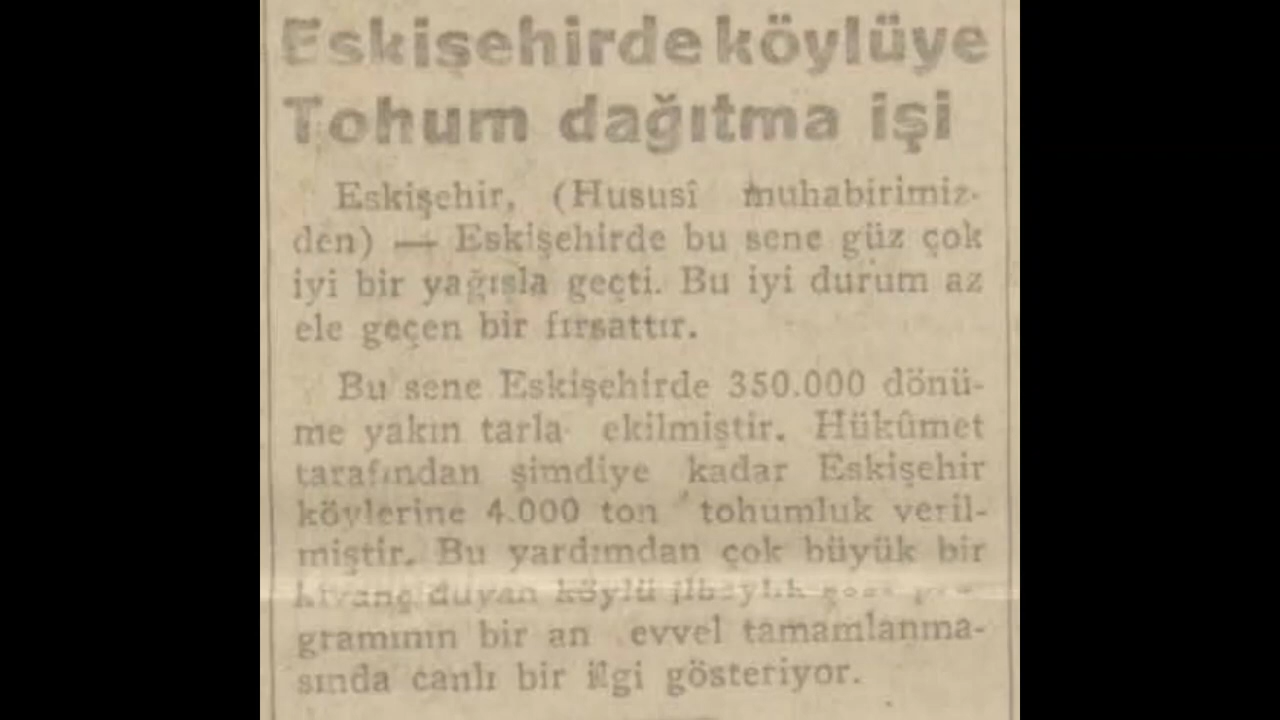 Eskişehirde köylüye
Tohum dağıtma işi
Eskişehir, (Hususî muhabirimiz-
den) — Eskişehirde bu sene güz çok
iyi bir yağışla geçti. Bu iyi durum az
ele geçen bir fırsattır.
Bu sene Eskişehirde 350.000 dönü-
me yakın tarla ekilmiştir. Hükûmet
tarafından şimdiye kadar Eskişehir
köylerine 4.000 ton tohumluk veril-
miştir. Bu yardımdan çok büyük bir
kıvanç duyan köylü ilbaylık
gramının bir an evvel tamamlanma-
sında canlı bir ilgi gösteriyor.